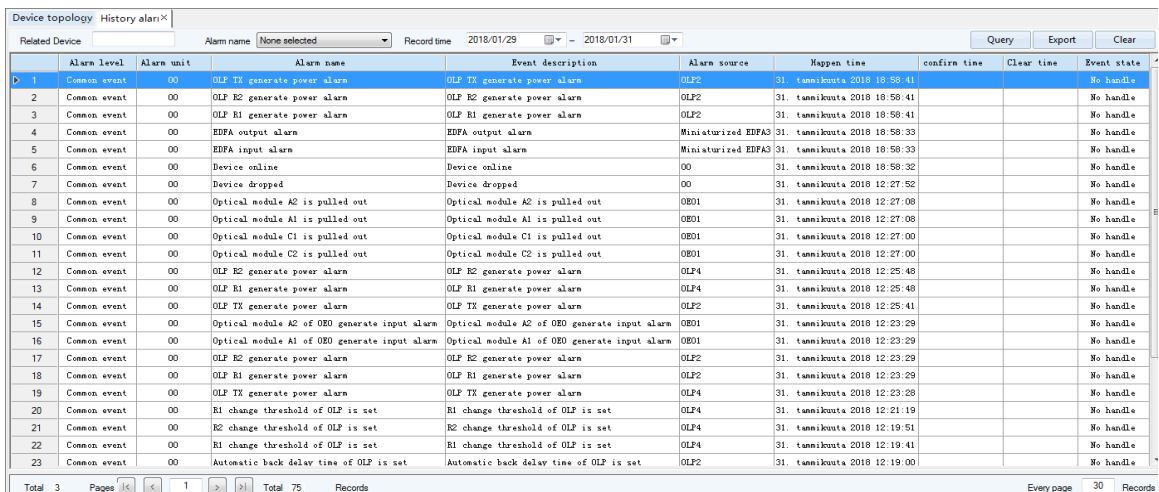 Device topology History aları×
Related Device Alarm name None selected Record time 2018/01/29 – 2018/01/31 Query Export Clear
Alarm level Alarm unit Alarm name Event description Alarm source Happen time confirm time Clear time Event state
1 Common event 00 OLP TX generate power alarm OLP TX generate power alarm OLP2 31. tammikuuta 2018 18:58:41 No handle
2 Common event 00 OLP R2 generate power alarm OLP R2 generate power alarm OLP2 31. tammikuuta 2018 18:58:41 No handle
3 Common event 00 OLP R1 generate power alarm OLP R1 generate power alarm OLP2 31. tammikuuta 2018 18:58:41 No handle
4 Common event 00 EDFA output alarm EDFA output alarm Miniaturized EDFA3 31. tammikuuta 2018 18:58:33 No handle
5 Common event 00 EDFA input alarm EDFA input alarm Miniaturized EDFA3 31. tammikuuta 2018 18:58:33 No handle
6 Common event 00 Device online Device online 00 31. tammikuuta 2018 18:58:32 No handle
7 Common event 00 Device dropped Device dropped 00 31. tammikuuta 2018 12:27:52 No handle
8 Common event 00 Optical module A2 is pulled out Optical module A2 is pulled out OEO1 31. tammikuuta 2018 12:27:08 No handle
9 Common event 00 Optical module A1 is pulled out Optical module A1 is pulled out OEO1 31. tammikuuta 2018 12:27:08 No handle
10 Common event 00 Optical module C1 is pulled out Optical module C1 is pulled out OEO1 31. tammikuuta 2018 12:27:00 No handle
11 Common event 00 Optical module C2 is pulled out Optical module C2 is pulled out OEO1 31. tammikuuta 2018 12:27:00 No handle
12 Common event 00 OLP R2 generate power alarm OLP R2 generate power alarm OLP4 31. tammikuuta 2018 12:25:48 No handle
13 Common event 00 OLP R1 generate power alarm OLP R1 generate power alarm OLP4 31. tammikuuta 2018 12:25:48 No handle
14 Common event 00 OLP TX generate power alarm OLP TX generate power alarm OLP2 31. tammikuuta 2018 12:25:41 No handle
15 Common event 00 Optical module A2 of OEO generate input alarm Optical module A2 of OEO generate input alarm OEO1 31. tammikuuta 2018 12:23:29 No handle
16 Common event 00 Optical module A1 of OEO generate input alarm Optical module A1 of OEO generate input alarm OEO1 31. tammikuuta 2018 12:23:29 No handle
17 Common event 00 OLP R2 generate power alarm OLP R2 generate power alarm OLP2 31. tammikuuta 2018 12:23:29 No handle
18 Common event 00 OLP R1 generate power alarm OLP R1 generate power alarm OLP2 31. tammikuuta 2018 12:23:29 No handle
19 Common event 00 OLP TX generate power alarm OLP TX generate power alarm OLP4 31. tammikuuta 2018 12:23:28 No handle
20 Common event 00 R1 change threshold of OLP is set R1 change threshold of OLP is set OLP4 31. tammikuuta 2018 12:21:19 No handle
21 Common event 00 R2 change threshold of OLP is set R2 change threshold of OLP is set OLP4 31. tammikuuta 2018 12:19:51 No handle
22 Common event 00 R1 change threshold of OLP is set R1 change threshold of OLP is set OLP4 31. tammikuuta 2018 12:19:41 No handle
23 Common event 00 Automatic back delay time of OLP is set Automatic back delay time of OLP is set OLP2 31. tammikuuta 2018 12:19:00 No handle
Total 3 Pages |< < 1 > >| Total 75 Records Every page 30 Records